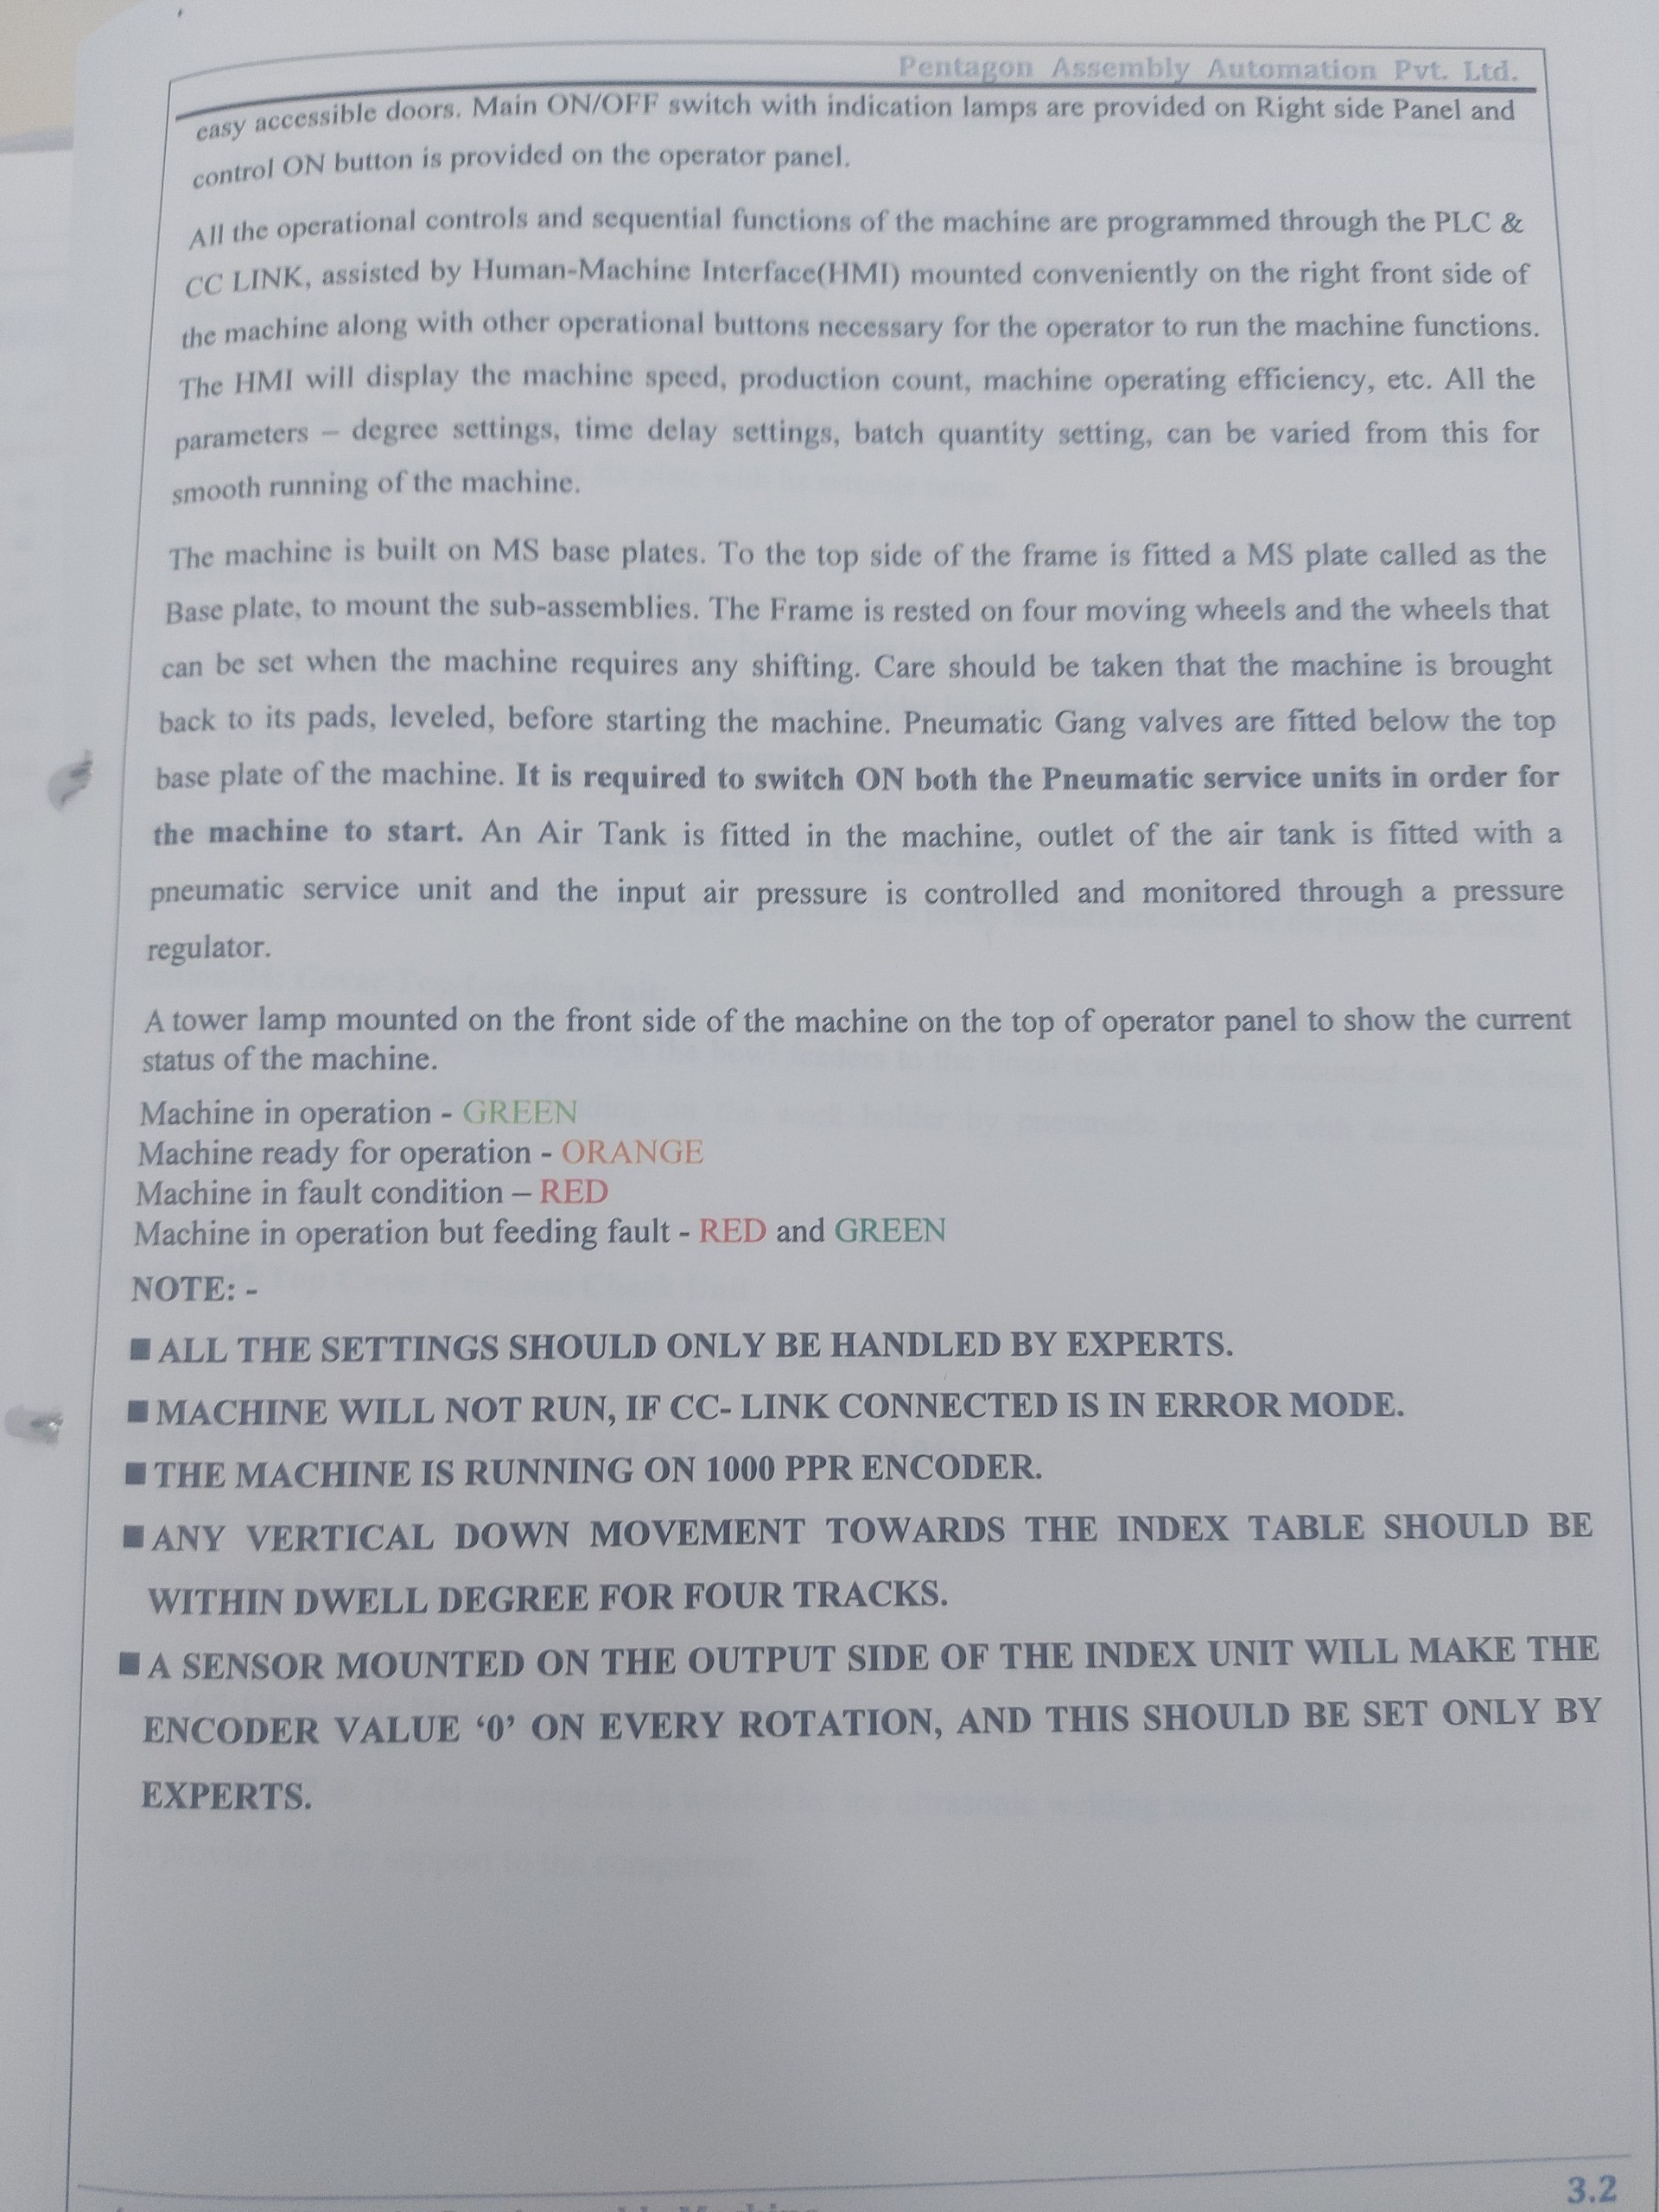 Pentagon Assembly Automation Pvt. Ltd.
easy accessible doors. Main ON/OFF switch with indication lamps are provided on Right side Panel and
control ON button is provided on the operator panel.
All the operational controls and sequential functions of the machine are programmed through the PLC &
CC LINK, assisted by Human-Machine Interface(HMI) mounted conveniently on the right front side of
the machine along with other operational buttons necessary for the operator to run the machine functions.
The HMI will display the machine speed, production count, machine operating efficiency, etc. All the
parameters – degree settings, time delay settings, batch quantity setting, can be varied from this for
smooth running of the machine.
The machine is built on MS base plates. To the top side of the frame is fitted a MS plate called as the
Base plate, to mount the sub-assemblies. The Frame is rested on four moving wheels and the wheels that
can be set when the machine requires any shifting. Care should be taken that the machine is brought
back to its pads, leveled, before starting the machine. Pneumatic Gang valves are fitted below the top
base plate of the machine. It is required to switch ON both the Pneumatic service units in order for
the machine to start. An Air Tank is fitted in the machine, outlet of the air tank is fitted with a
pneumatic service unit and the input air pressure is controlled and monitored through a pressure
regulator.
A tower lamp mounted on the front side of the machine on the top of operator panel to show the current
status of the machine.
Machine in operation - GREEN
Machine ready for operation - ORANGE
Machine in fault condition – RED
Machine in operation but feeding fault - RED and GREEN
NOTE: -
■ ALL THE SETTINGS SHOULD ONLY BE HANDLED BY EXPERTS.
■ MACHINE WILL NOT RUN, IF CC- LINK CONNECTED IS IN ERROR MODE.
■ THE MACHINE IS RUNNING ON 1000 PPR ENCODER.
■ ANY VERTICAL DOWN MOVEMENT TOWARDS THE INDEX TABLE SHOULD BE
WITHIN DWELL DEGREE FOR FOUR TRACKS.
■ A SENSOR MOUNTED ON THE OUTPUT SIDE OF THE INDEX UNIT WILL MAKE THE
ENCODER VALUE ‘0’ ON EVERY ROTATION, AND THIS SHOULD BE SET ONLY BY
EXPERTS.
3.2